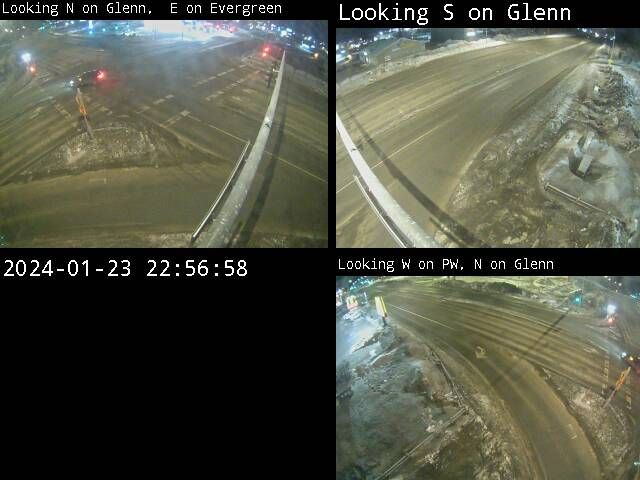 Looking N on Glenn,  E on Evergreen
Looking S on Glenn
2024-01-23 22:56:58
Looking W on PW, N on Glenn